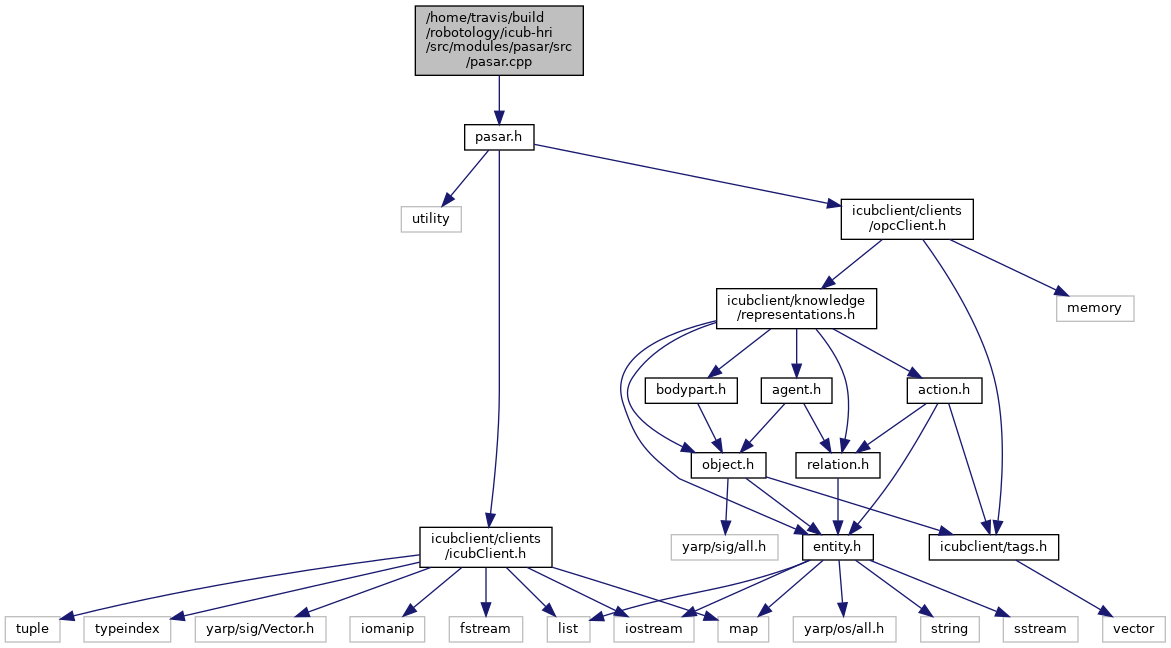 /home/travis/build
/robotology/icub-hri
/src/modules/pasar/src
/pasar.cpp
pasar.h
utility
icubclient/clients
/opcClient.h
icubclient/knowledge
/representations.h
memory
bodypart.h
agent.h
action.h
object.h
relation.h
icubclient/clients
/icubClient.h
yarp/sig/all.h
entity.h
icubclient/tags.h
tuple
typeindex
yarp/sig/Vector.h
iomanip
fstream
list
iostream
map
yarp/os/all.h
string
sstream
vector